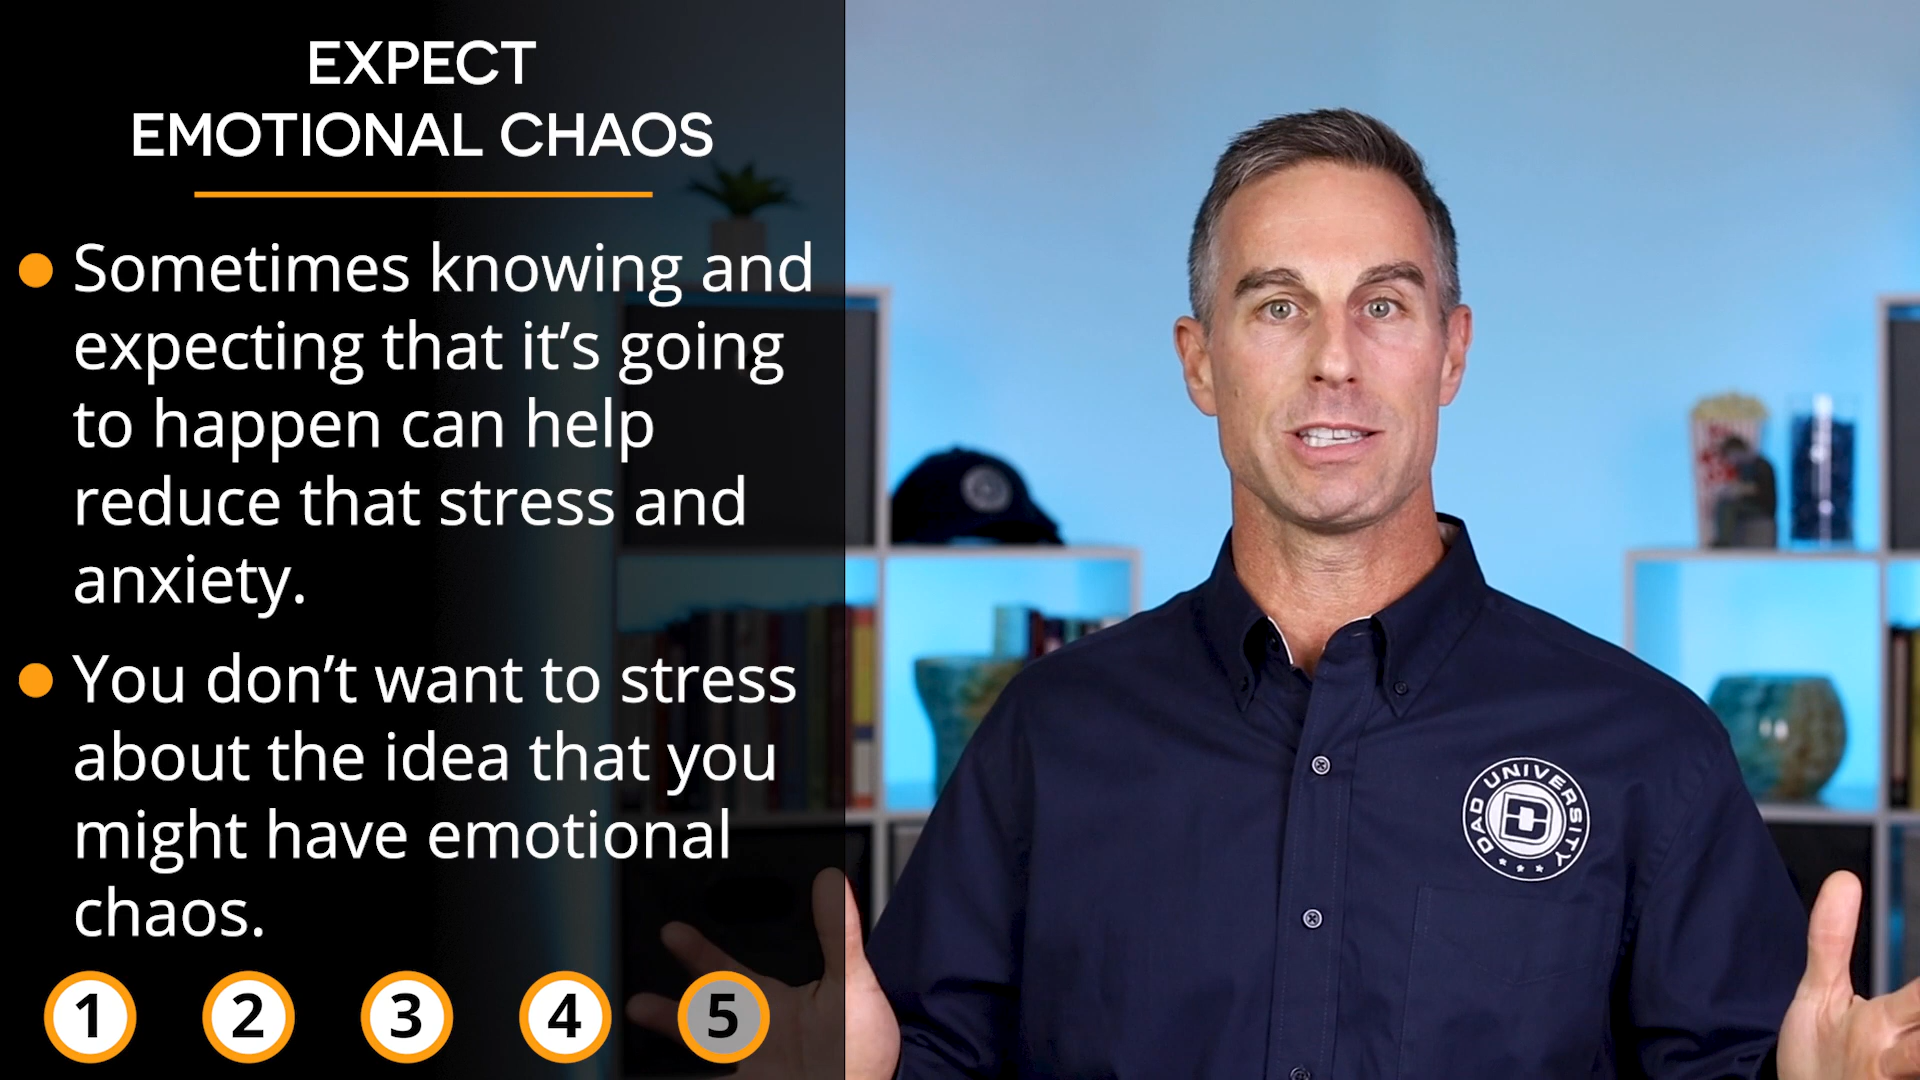 EXPECT
EMOTIONAL CHAOS
Sometimes knowing and
expecting that it's going
to happen can help
reduce that stress and
anxiety.
You don't want to stress
about the idea that you
might have emotional
chaos.
1 2 3 4 5
DAD UNIVERSITY
D